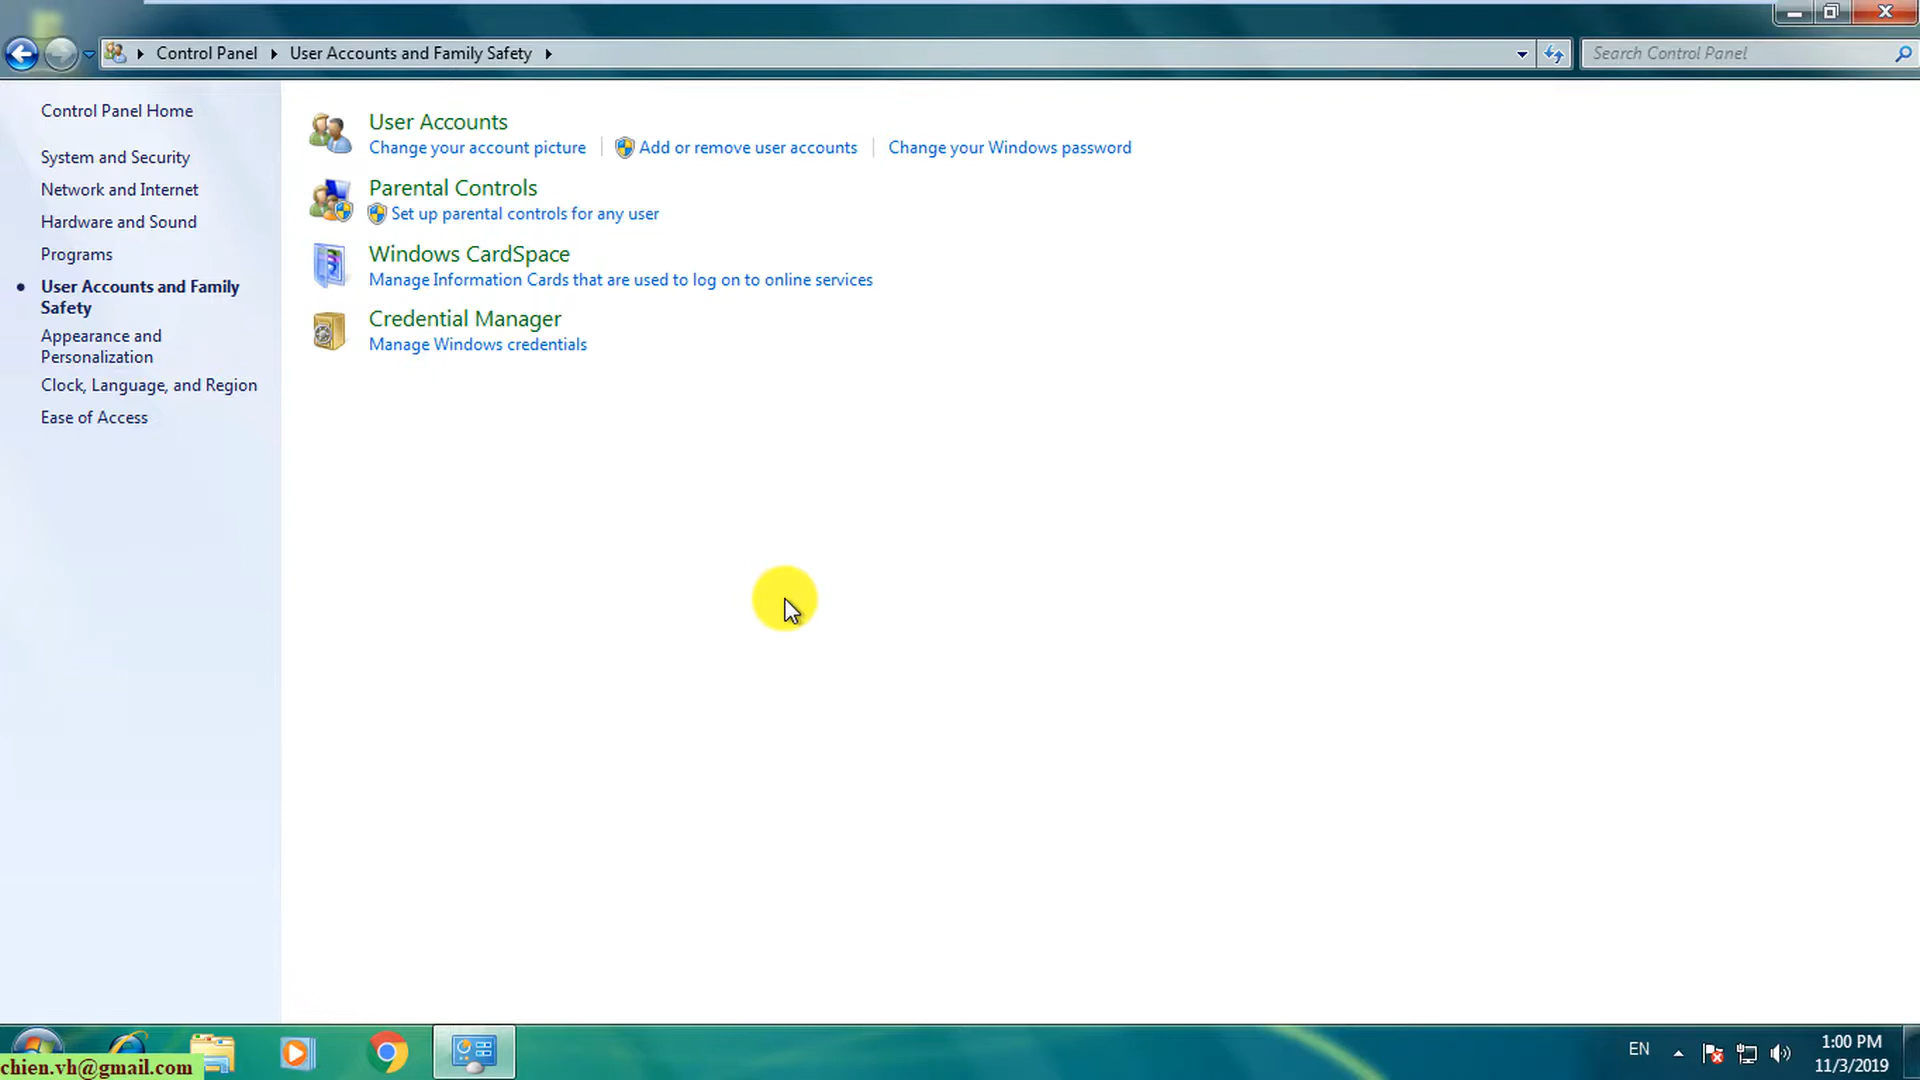 Control Panel
User Accounts and Family Safety
Search Control Panel
Control Panel Home
System and Security
Network and Internet
Hardware and Sound
Programs
User Accounts and Family
Safety
Appearance and
Personalization
Clock, Language, and Region
Ease of Access
User Accounts
Change your account picture
Add or remove user accounts
Change your Windows password
Parental Controls
Set up parental controls for any user
Windows CardSpace
Manage Information Cards that are used to log on to online services
Credential Manager
Manage Windows credentials
chien.vh@gmail.com
EN
1:00 PM
11/3/2019